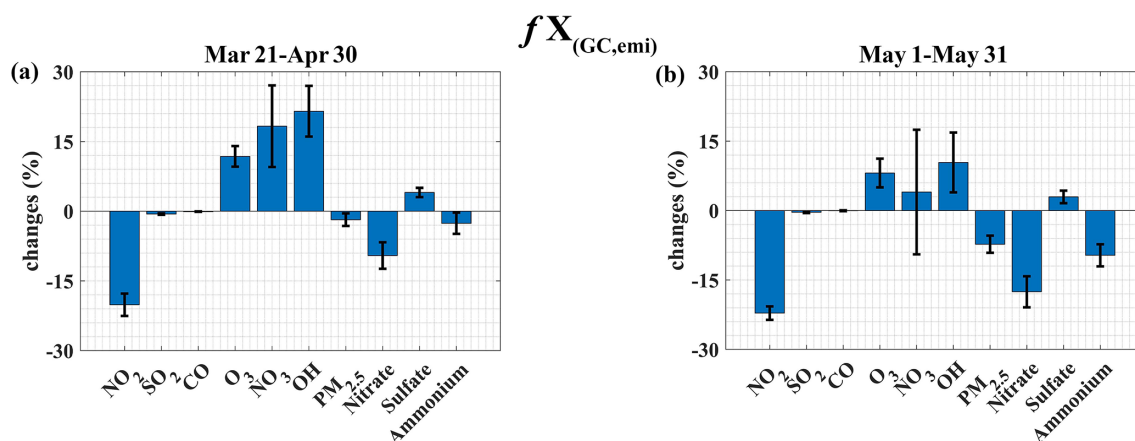 f X(GC,emi)
(a)
Mar 21-Apr 30
changes (%)
30
15
0
-15
-30
NO2
SO2
CO
O3
NO3
OH
PM2.5
Nitrate
Sulfate
Ammonium
(b)
May 1-May 31
changes (%)
30
15
0
-15
-30
NO2
SO2
CO
O3
NO3
OH
PM2.5
Nitrate
Sulfate
Ammonium